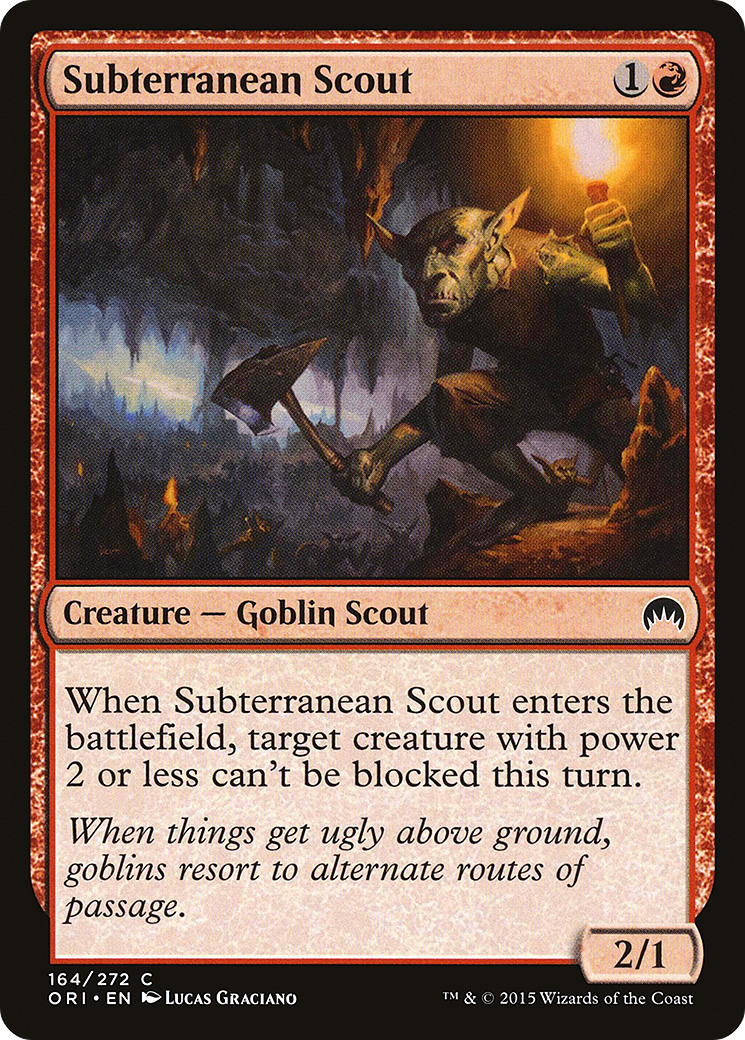 Subterranean Scout 1
Creature — Goblin Scout
When Subterranean Scout enters the
battlefield, target creature with power
2 or less can't be blocked this turn.
When things get ugly above ground,
goblins resort to alternate routes of
passage.
2/1
164/272 C
ORI • EN Lucas Graciano
™ & © 2015 Wizards of the Coast